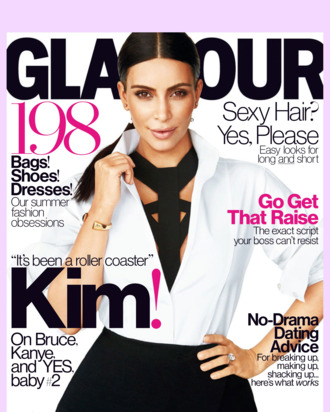 GLAMOUR
198
Bags!
Shoes!
Dresses!
Our summer
fashion
obsessions
Sexy Hair?
Yes, Please
Easy looks for
long and short
Go Get
That Raise
The exact script
your boss can't resist
"It's been a roller coaster"
Kim!
On Bruce,
Kanye,
and YES,
baby #2
No-Drama
Dating
Advice
For breaking up,
making up,
shacking up...
here's what works